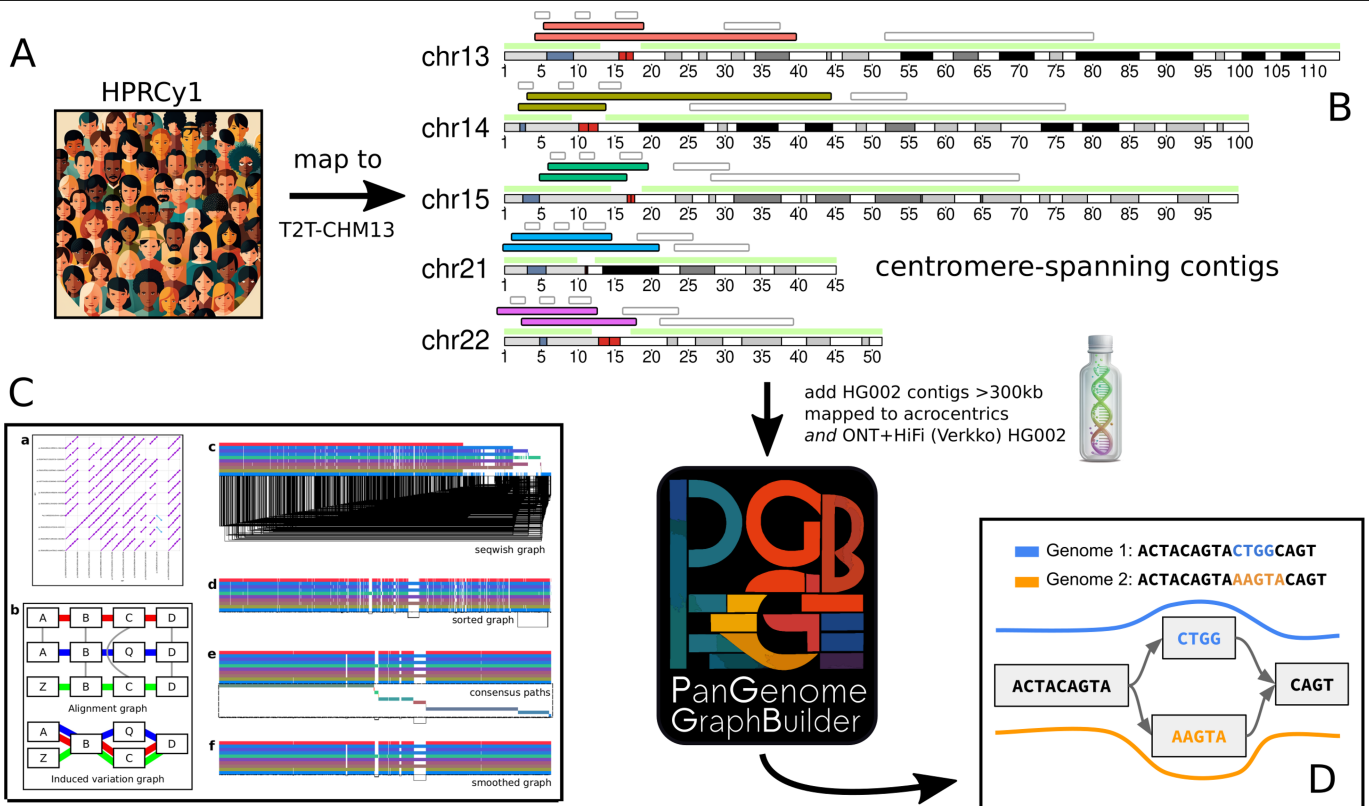 A
HPRCy1
map to
T2T-CHM13
B
chr13
1 5 10 15 20 25 30 35 40 45 50 55 60 65 70 75 80 85 90 95 100 105 110
chr14
1 5 10 15 20 25 30 35 40 45 50 55 60 65 70 75 80 85 90 95 100
chr15
1 5 10 15 20 25 30 35 40 45 50 55 60 65 70 75 80 85 90 95
chr21
1 5 10 15 20 25 30 35 40 45
chr22
1 5 10 15 20 25 30 35 40 45 50
centromere-spanning contigs
add HG002 contigs >300kb
mapped to acrocentrics
and ONT+HiFi (Verkko) HG002
C
a
b
A B C D
A B Q D
Z B C D
Alignment graph
A Q
B D
Z C
Induced variation graph
c
seqwish graph
d
sorted graph
e
consensus paths
f
smoothed graph
PGGB
PanGenome
GraphBuilder
Genome 1: ACTACAGTACTGGCAGT
Genome 2: ACTACAGTAAAGTACAGT
CTGG
ACTACAGTA
CAGT
AAGTA
D